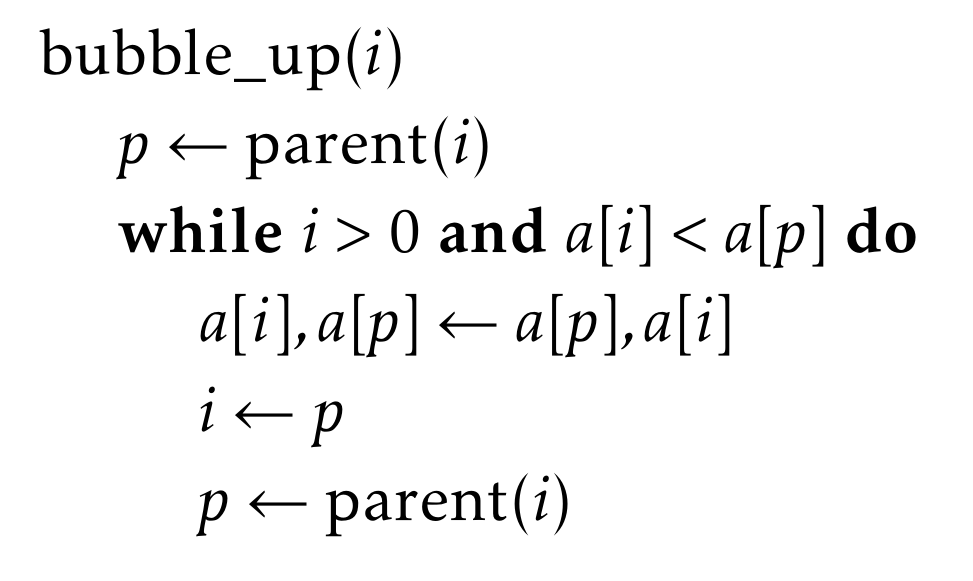 bubble_up(i)
p ← parent(i)
while i > 0 and a[i] < a[p] do
a[i], a[p] ← a[p], a[i]
i ← p
p ← parent(i)